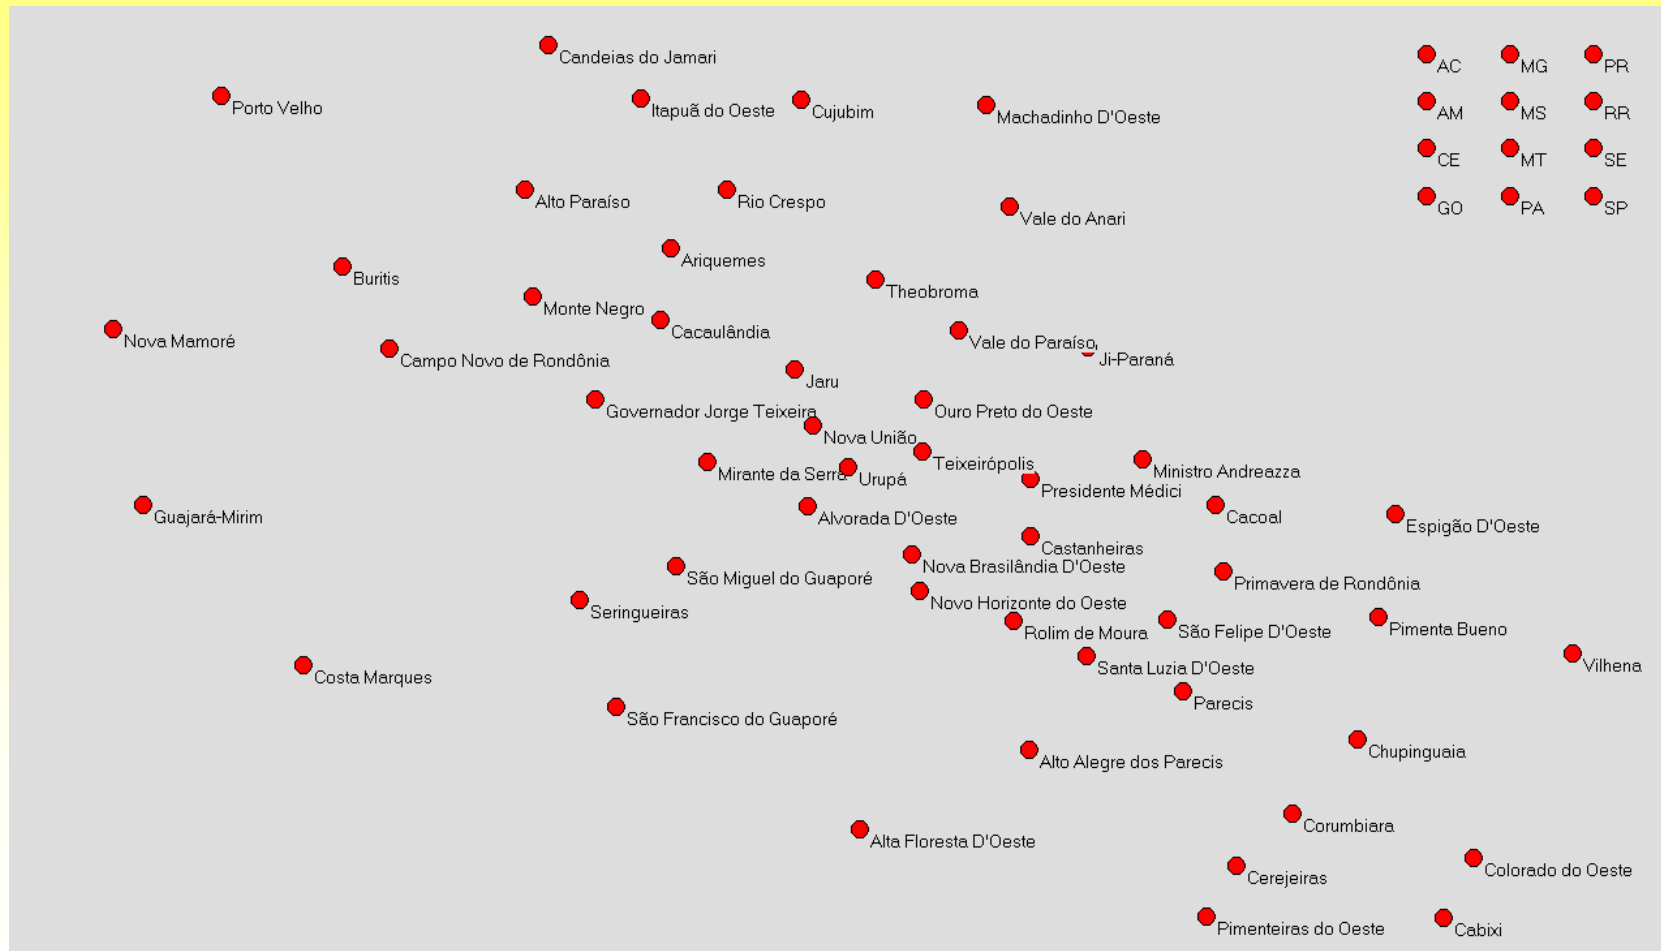 Candeias do Jamari
AC
MG
PR
Porto Velho
Itapuã do Oeste
Cujubim
Machadinho D'Oeste
AM
MS
RR
CE
MT
SE
Alto Paraíso
Rio Crespo
Vale do Anari
GO
PA
SP
Ariquemes
Buritis
Theobroma
Monte Negro
Cacaulândia
Nova Mamoré
Vale do Paraíso
Ji-Paraná
Campo Novo de Rondônia
Jaru
Governador Jorge Teixeira
Ouro Preto do Oeste
Nova União
Teixeirópolis
Mirante da Serra
Urupá
Ministro Andreazza
Presidente Médici
Guajará-Mirim
Alvorada D'Oeste
Cacoal
Espigão D'Oeste
Castanheiras
Nova Brasilândia D'Oeste
São Miguel do Guaporé
Primavera de Rondônia
Seringueiras
Novo Horizonte do Oeste
Rolim de Moura
São Felipe D'Oeste
Pimenta Bueno
Santa Luzia D'Oeste
Vilhena
Costa Marques
Parecis
São Francisco do Guaporé
Chupinguaia
Alto Alegre dos Parecis
Corumbiara
Alta Floresta D'Oeste
Colorado do Oeste
Cerejeiras
Pimenteiras do Oeste
Cabixi